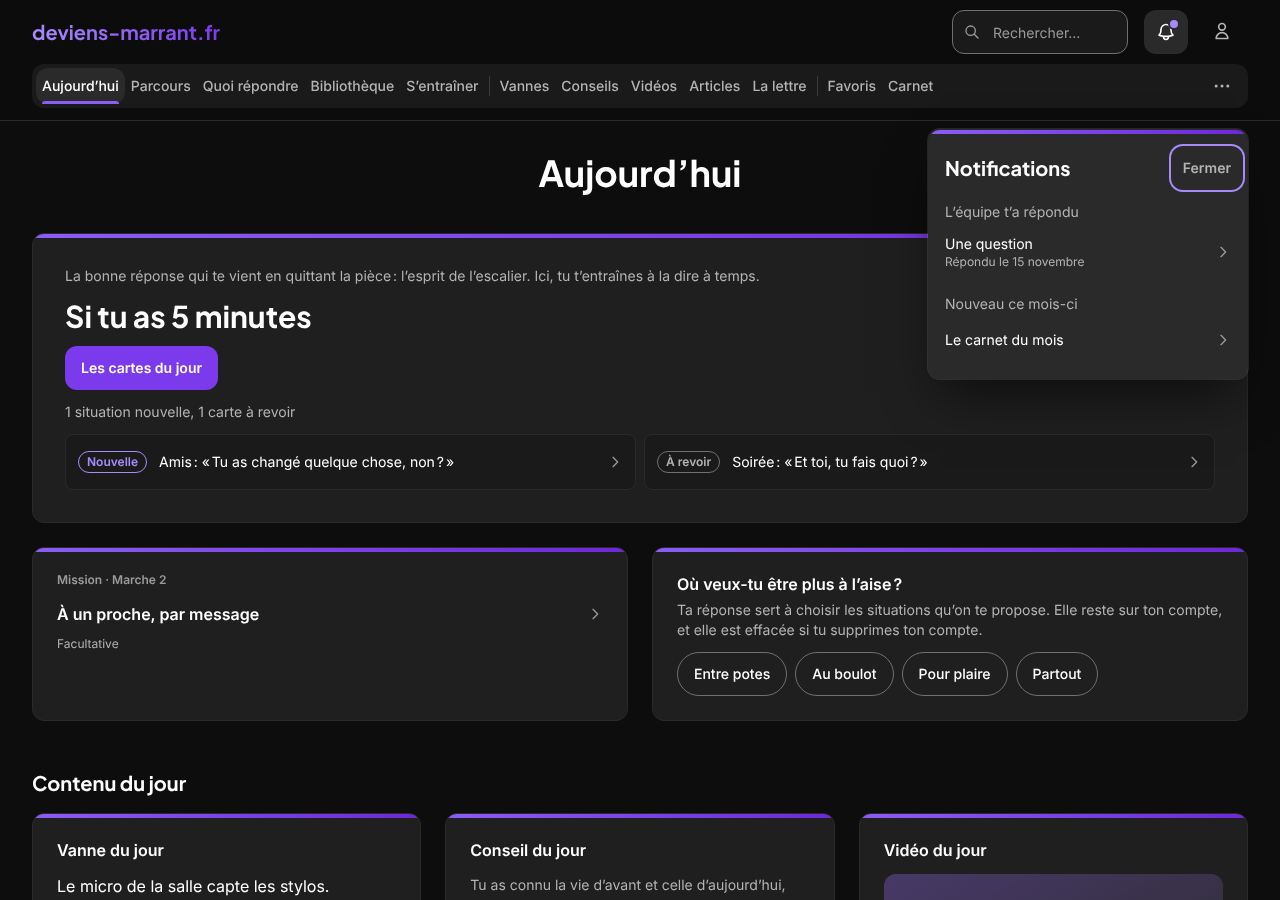 deviens-marrant.fr
Rechercher...
Aujourd’hui Parcours Quoi répondre Bibliothèque S’entraîner Vannes Conseils Vidéos Articles La lettre Favoris Carnet
Aujourd’hui
Notifications
Fermer
L’équipe t’a répondu
Une question
Répondu le 15 novembre
Nouveau ce mois-ci
Le carnet du mois
La bonne réponse qui te vient en quittant la pièce : l’esprit de l’escalier. Ici, tu t’entraînes à la dire à temps.
Si tu as 5 minutes
Les cartes du jour
1 situation nouvelle, 1 carte à revoir
Nouvelle Amis : « Tu as changé quelque chose, non ? »
À revoir Soirée : « Et toi, tu fais quoi ? »
Mission · Marche 2
À un proche, par message
Facultative
Où veux-tu être plus à l’aise ?
Ta réponse sert à choisir les situations qu’on te propose. Elle reste sur ton compte,
et elle est effacée si tu supprimes ton compte.
Entre potes Au boulot Pour plaire Partout
Contenu du jour
Vanne du jour
Le micro de la salle capte les stylos.
Conseil du jour
Tu as connu la vie d’avant et celle d’aujourd’hui,
Vidéo du jour